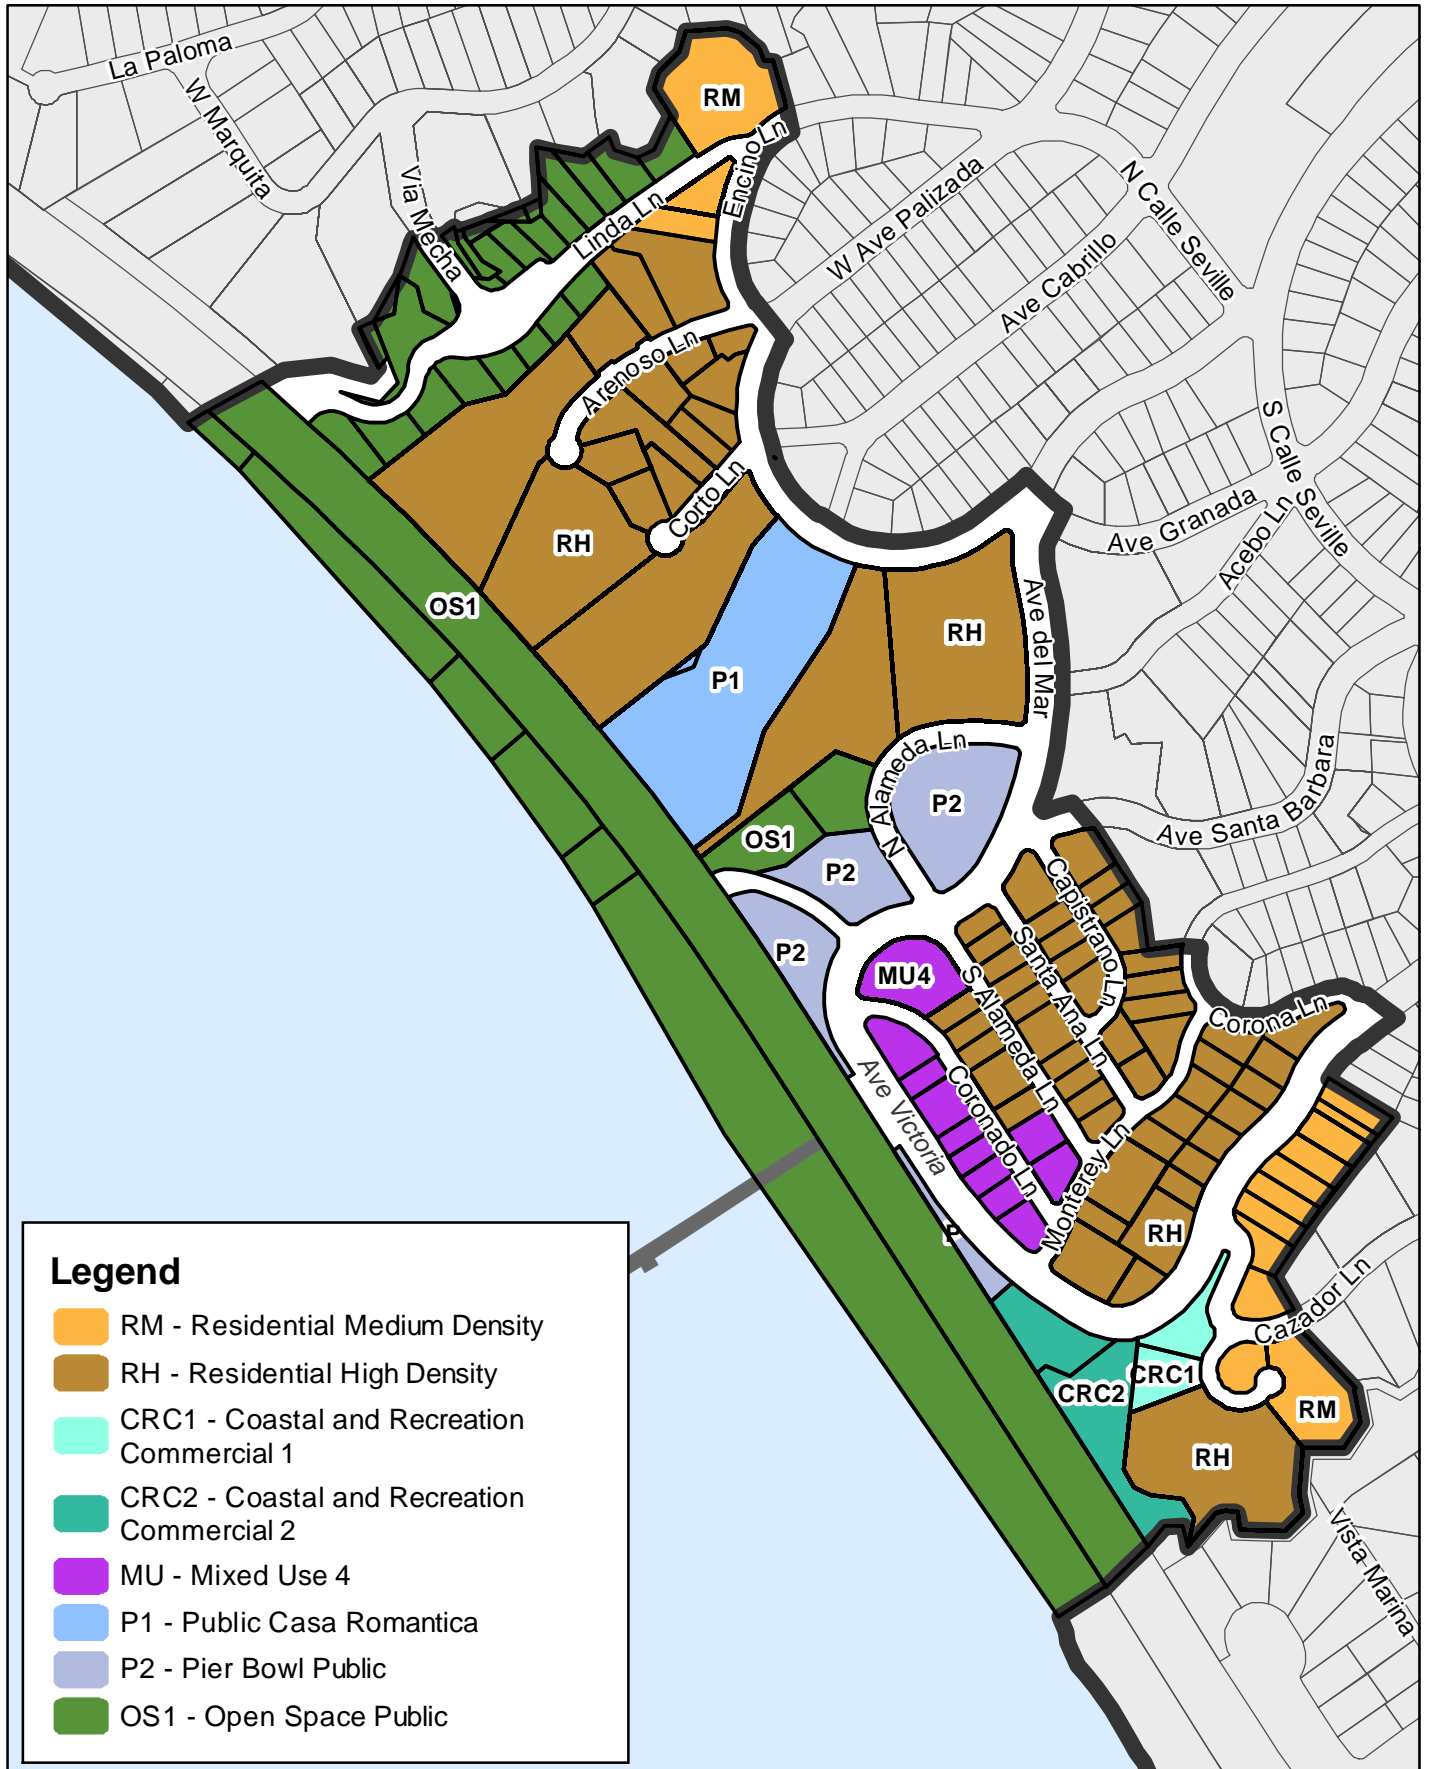 La Paloma
W Marquita
Via Mecha
RM
Encino Ln
Linda Ln
W Ave Palizada
N Calle Seville
Ave Cabrillo
Arenoso Ln
Corto Ln
S Calle Seville
Ave Granada
Acebo Ln
RH
OS1
RH
Ave del Mar
P1
N Alameda Ln
P2
Ave Santa Barbara
OS1
P2
P2
Capistrano Ln
Santa Ana Ln
MU4
S Alameda Ln
Corona Ln
Ave Victoria
Coronado Ln
Monterey Ln
P
RH
Cazador Ln
CRC1
CRC2
RM
RH
Vista Marina
Legend
RM - Residential Medium Density
RH - Residential High Density
CRC1 - Coastal and Recreation
Commercial 1
CRC2 - Coastal and Recreation
Commercial 2
MU - Mixed Use 4
P1 - Public Casa Romantica
P2 - Pier Bowl Public
OS1 - Open Space Public